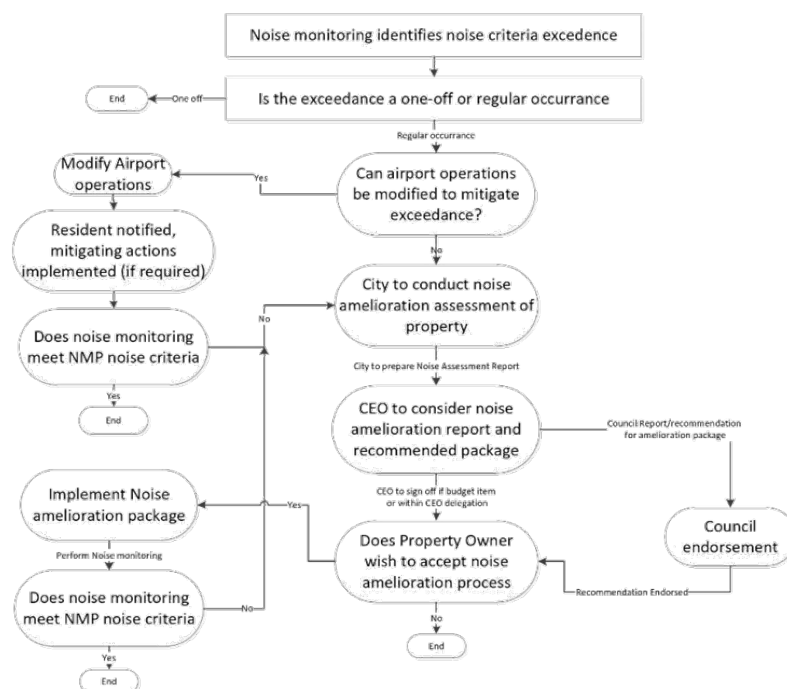 Noise monitoring identifies noise criteria excedence
Is the exceedance a one-off or regular occurrance
One off
End
Regular occurrance
Can airport operations
be modified to mitigate
exceedance?
Yes
Modify Airport
operations
Resident notified,
mitigating actions
implemented (if required)
Does noise monitoring
meet NMP noise criteria
Yes
End
No
No
City to conduct noise
amelioration assessment of
property
City to prepare Noise Assessment Report
CEO to consider noise
amelioration report and
recommended package
Council Report/recommendation
for amelioration package
Council
endorsement
Recommendation Endorsed
CEO to sign off if budget item
or within CEO delegation
Does Property Owner
wish to accept noise
amelioration process
No
End
Yes
Implement Noise
amelioration package
Perform Noise monitoring
Does noise monitoring
meet NMP noise criteria
No
Yes
End